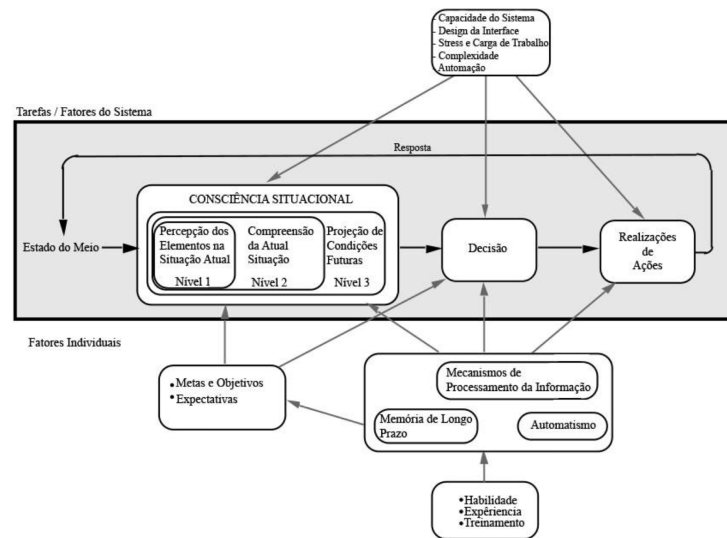 - Capacidade do Sistema
- Design da Interface
- Stress e Carga de Trabalho
- Complexidade
Automação
Tarefas / Fatores do Sistema
Resposta
CONSCIÊNCIA SITUACIONAL
Estado do Meio
Percepção dos
Elementos na
Situação Atual
Nível 1
Compreensão
da Atual
Situação
Nível 2
Projeção de
Condições
Futuras
Nível 3
Decisão
Realizações
de
Ações
Fatores Individuais
• Metas e Objetivos
• Expectativas
Mecanismos de
Processamento da Informação
Memória de Longo
Prazo
Automatismo
•Habilidade
•Expêriencia
•Treinamento